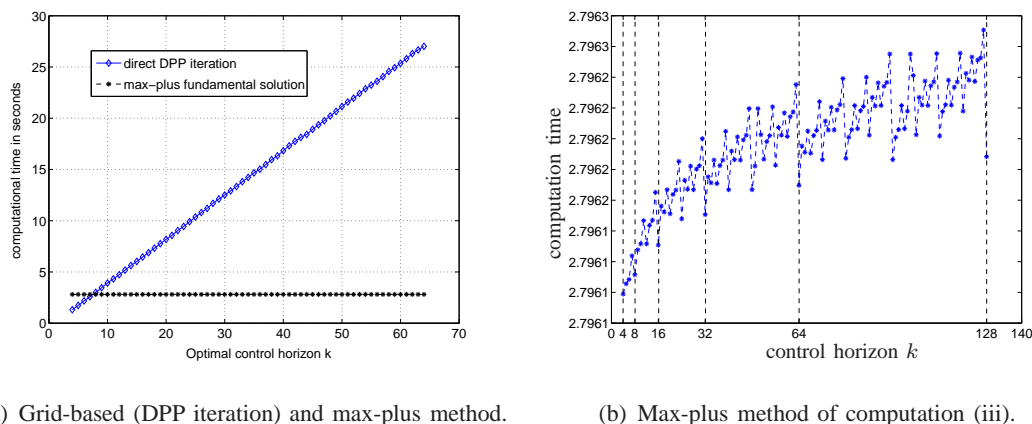 30
25
20
15
10
5
0
0 10 20 30 40 50 60 70
computational time in seconds
Optimal control horizon k
direct DPP iteration
max−plus fundamental solution
) Grid-based (DPP iteration) and max-plus method.
2.7963
2.7963
2.7962
2.7962
2.7962
2.7962
2.7962
2.7961
2.7961
2.7961
2.7961
0 4 8 16 32 64 128 140
computation time
control horizon k
(b) Max-plus method of computation (iii).